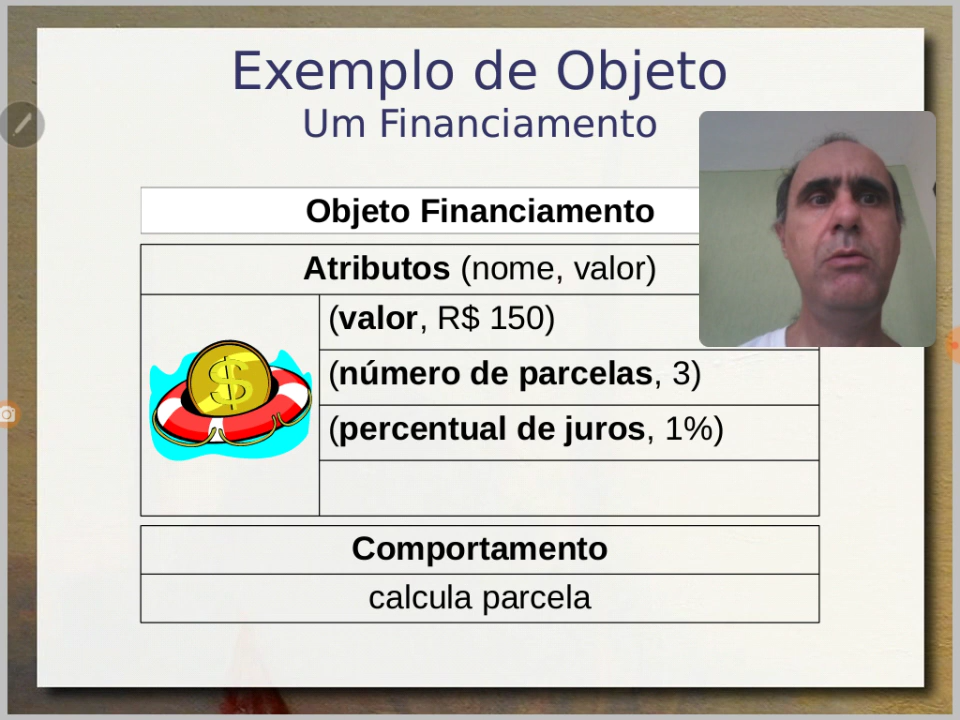 Exemplo de Objeto
Um Financiamento
Objeto Financiamento
Atributos (nome, valor)
(valor, R$ 150)
(número de parcelas, 3)
(percentual de juros, 1%)
$
Comportamento
calcula parcela